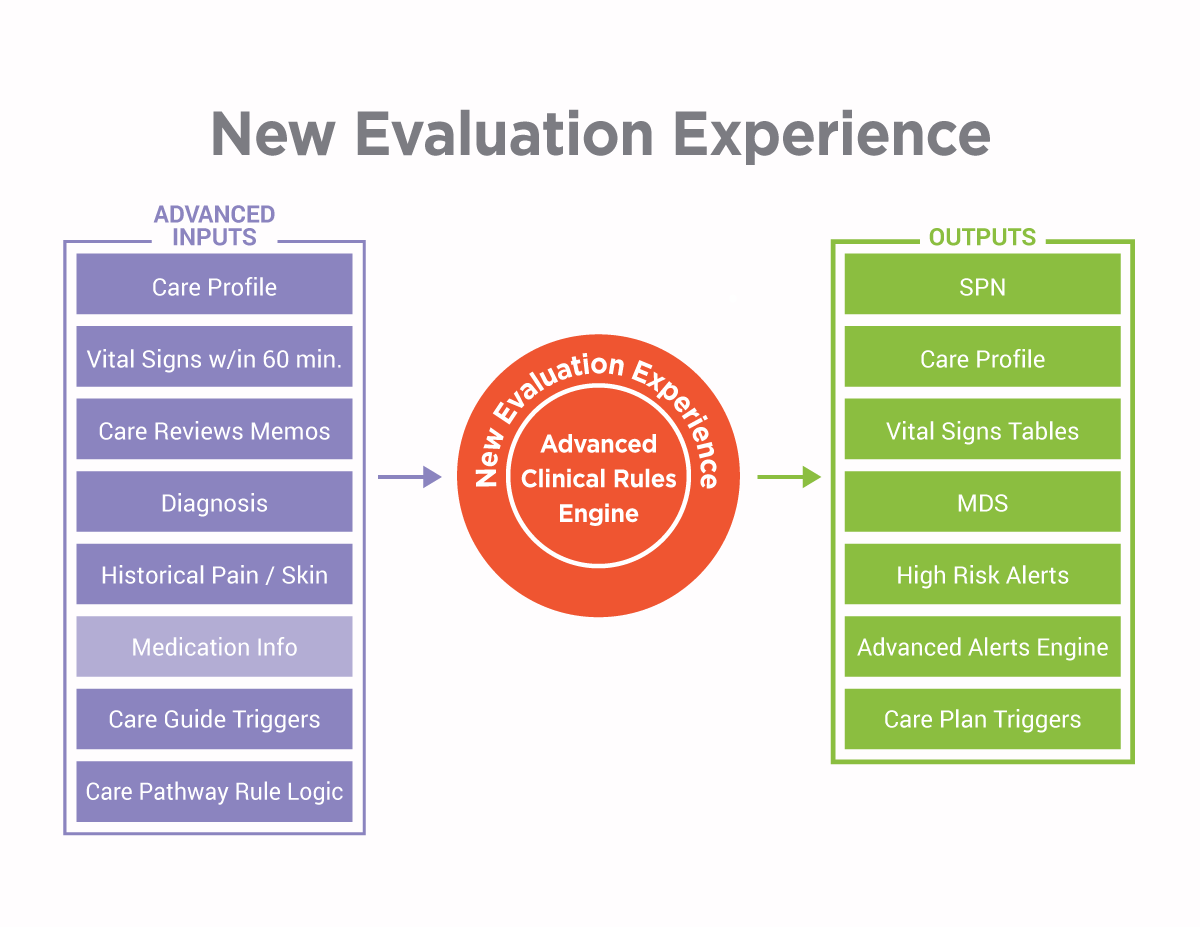 New Evaluation Experience
ADVANCED
INPUTS
Care Profile
Vital Signs w/in 60 min.
Care Reviews Memos
Diagnosis
Historical Pain / Skin
Medication Info
Care Guide Triggers
Care Pathway Rule Logic
New Evaluation Experience
Advanced
Clinical Rules
Engine
OUTPUTS
SPN
Care Profile
Vital Signs Tables
MDS
High Risk Alerts
Advanced Alerts Engine
Care Plan Triggers